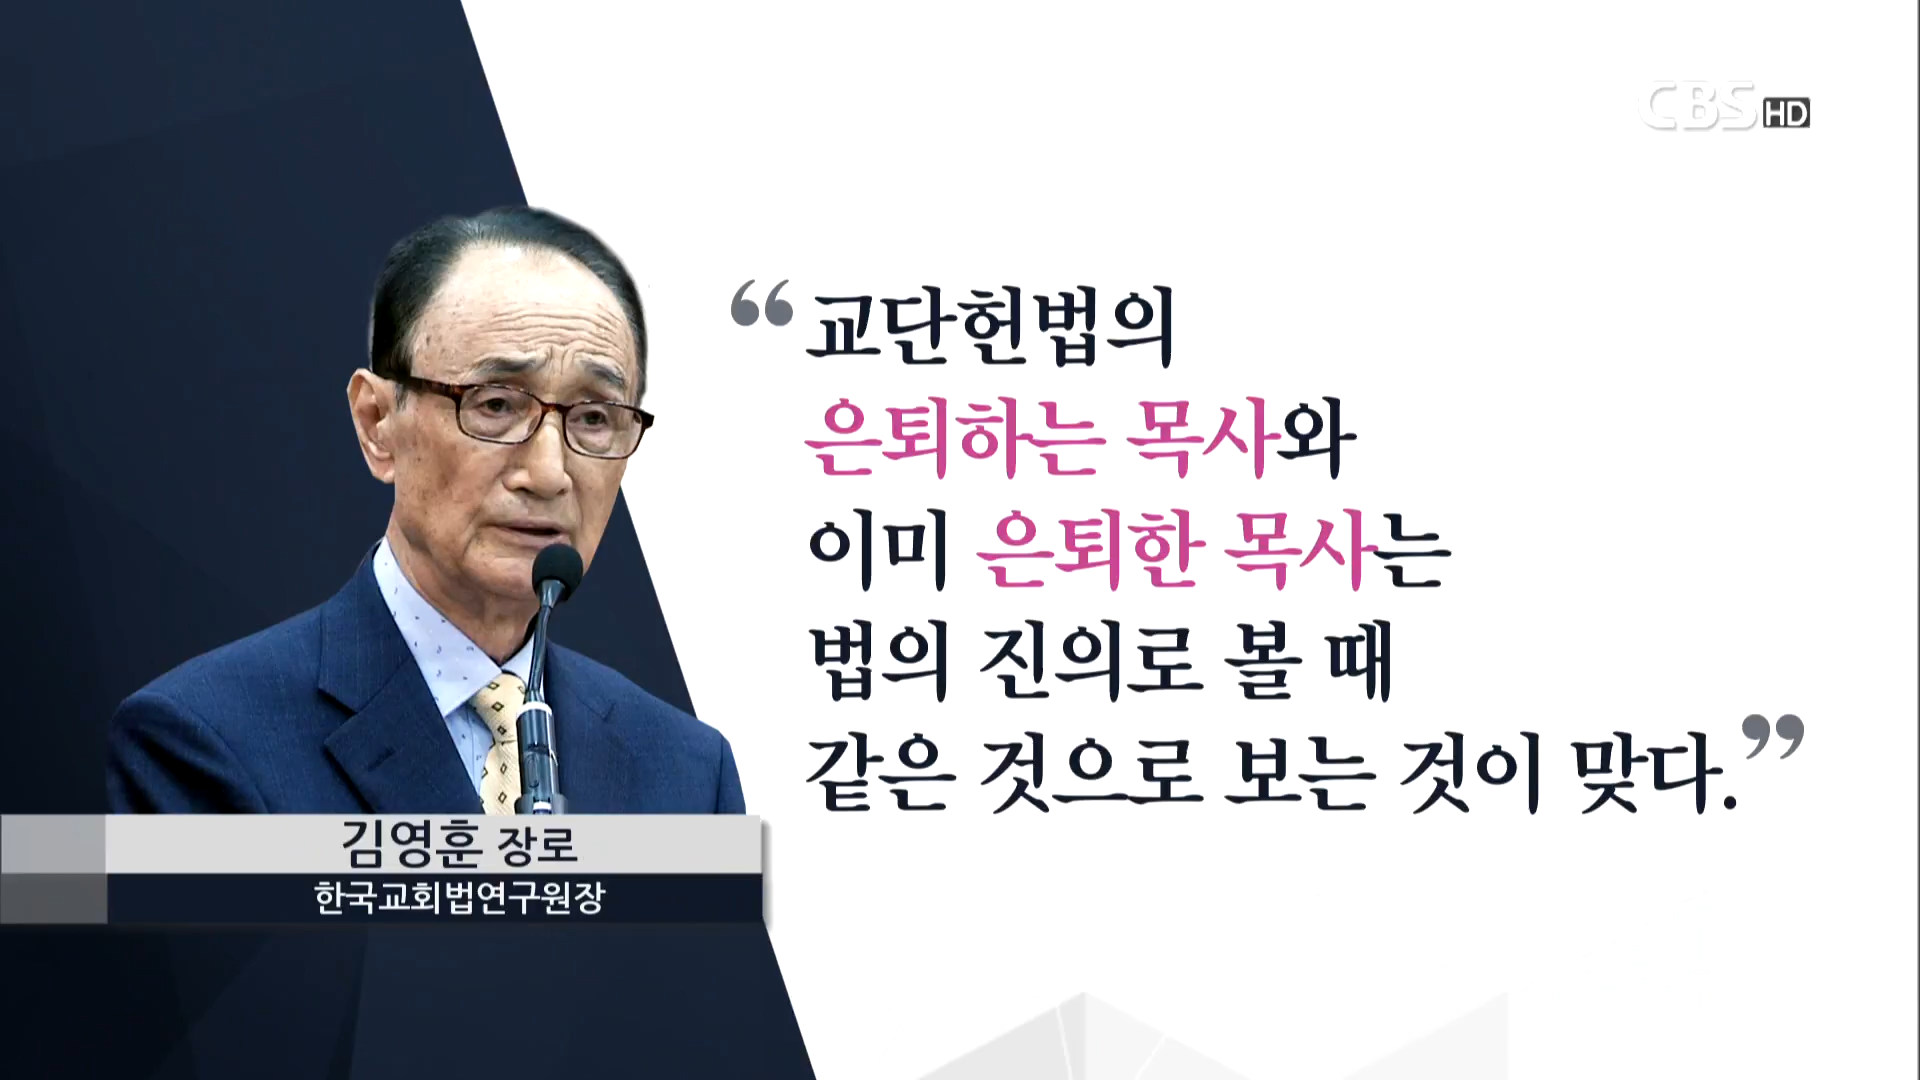 CBS HD
“ 교단헌법의
은퇴하는 목사와
이미 은퇴한 목사는
법의 진의로 볼 때
같은 것으로 보는 것이 맞다. ”
김영훈 장로
한국교회법연구원장